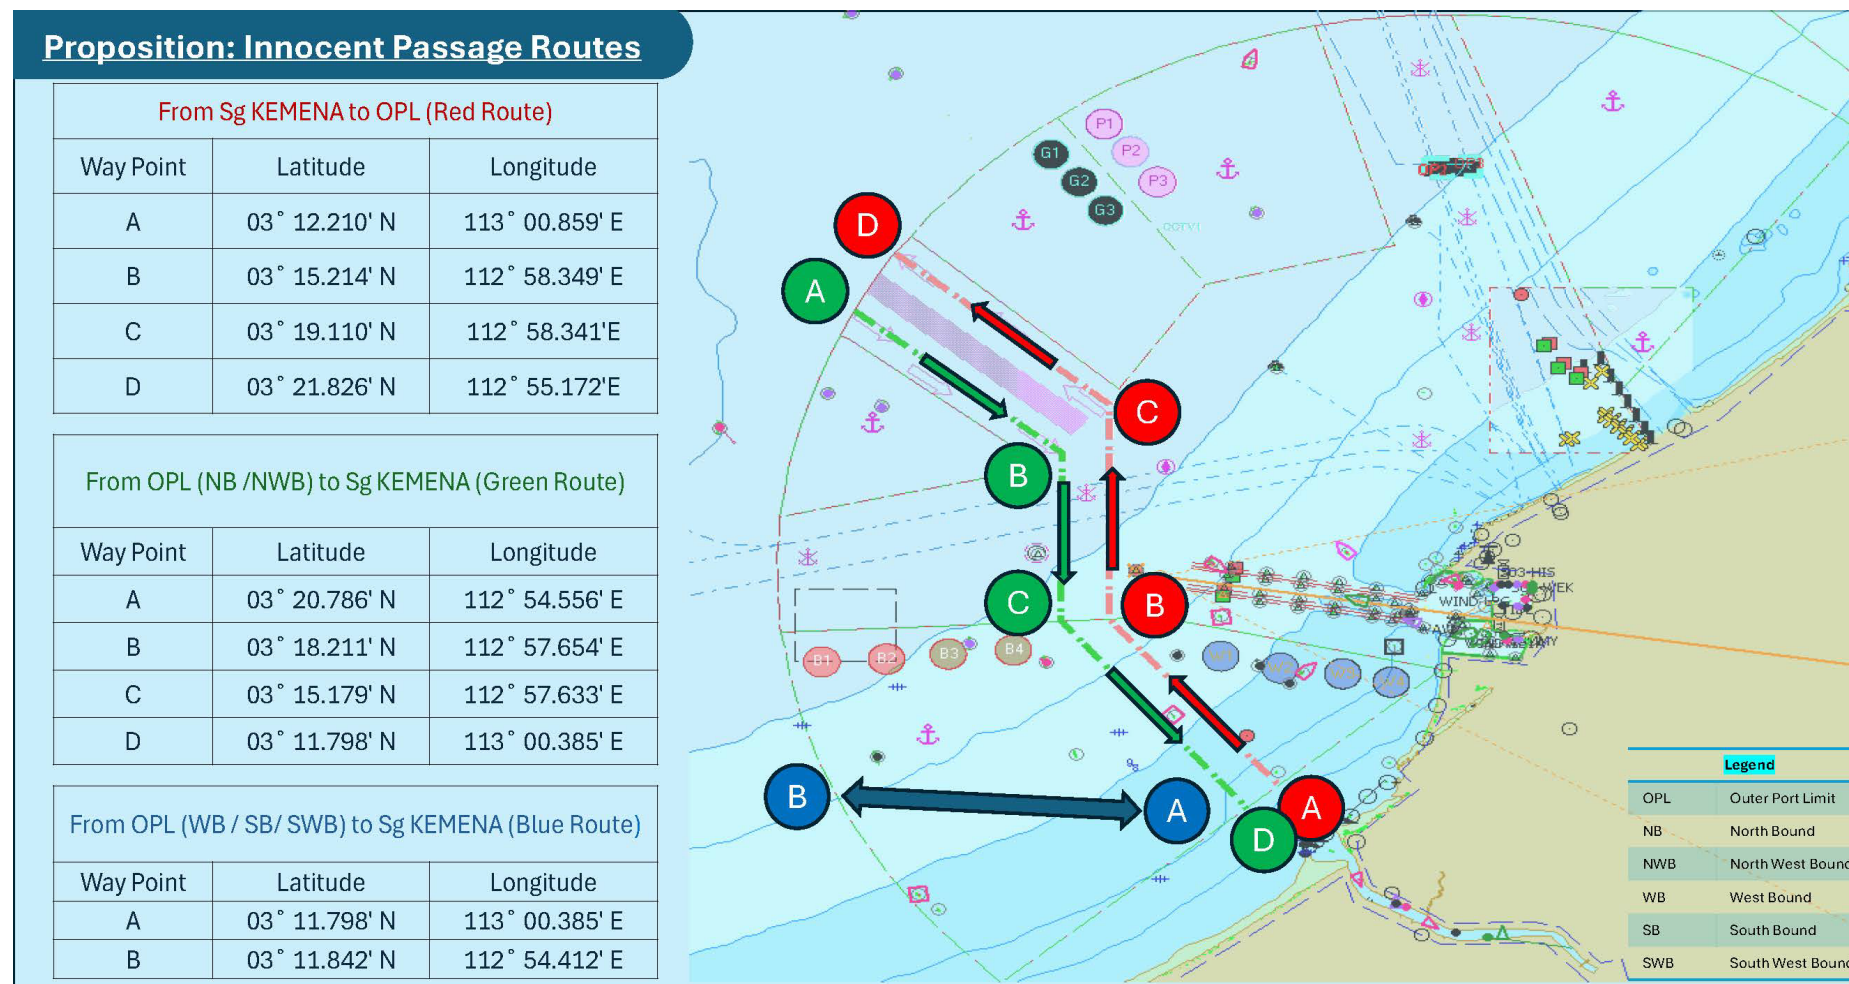 Proposition: Innocent Passage Routes
From Sg KEMENA to OPL (Red Route)
Way Point Latitude Longitude
A 03° 12.210' N 113° 00.859' E
B 03° 15.214' N 112° 58.349' E
C 03° 19.110' N 112° 58.341'E
D 03° 21.826' N 112° 55.172'E
From OPL (NB /NWB) to Sg KEMENA (Green Route)
Way Point Latitude Longitude
A 03° 20.786' N 112° 54.556' E
B 03° 18.211' N 112° 57.654' E
C 03° 15.179' N 112° 57.633' E
D 03° 11.798' N 113° 00.385' E
From OPL (WB / SB/ SWB) to Sg KEMENA (Blue Route)
Way Point Latitude Longitude
A 03° 11.798' N 113° 00.385' E
B 03° 11.842' N 112° 54.412' E
P1
G1
P2
G2
P3
G3
D
A
C
B
C
B
B1
B2
B3
B4
B
A
A
D
Legend
OPL Outer Port Limit
NB North Bound
NWB North West Bound
WB West Bound
SB South Bound
SWB South West Bound